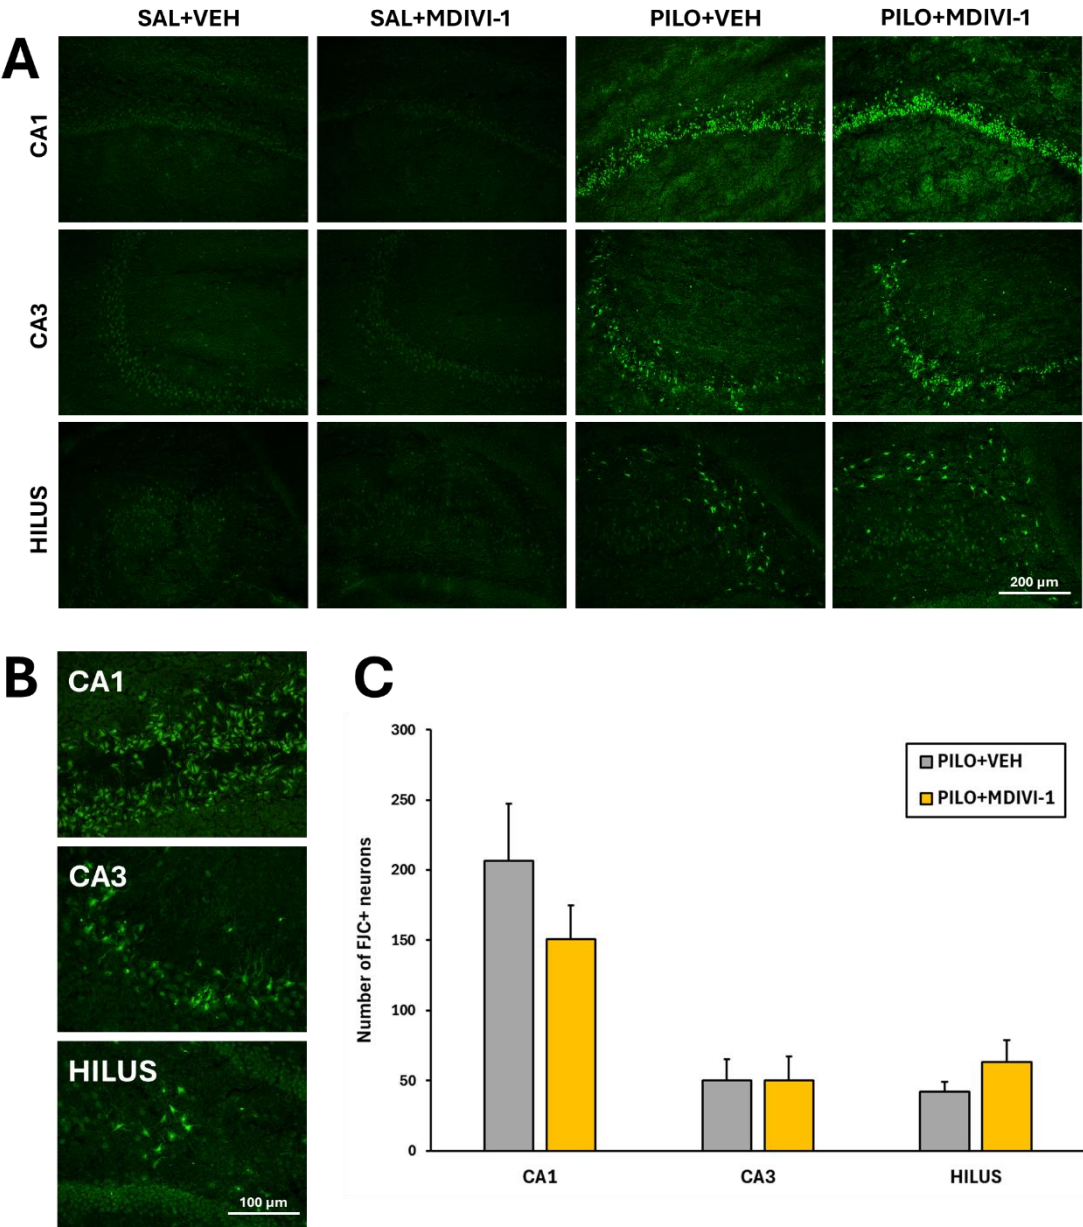 SAL+VEH SAL+MDIVI-1 PILO+VEH PILO+MDIVI-1
A
CA1
CA3
HILUS
200 µm
B
CA1
CA3
HILUS
100 µm
C
Number of FJC+ neurons
300
250
200
150
100
50
0
PILO+VEH
PILO+MDIVI-1
CA1 CA3 HILUS